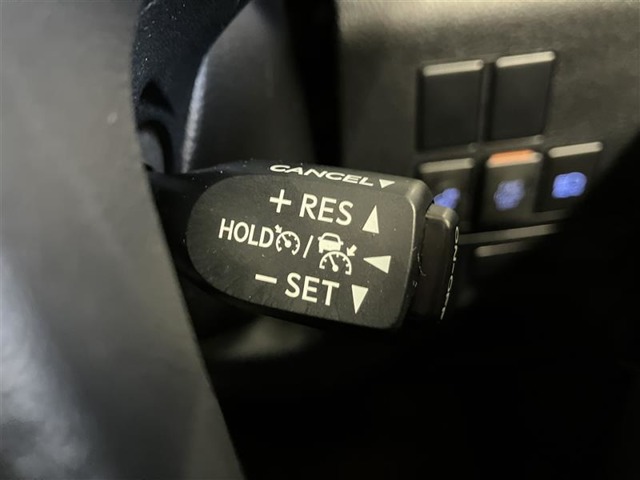 CANCEL
+ RES
HOLD /
− SET